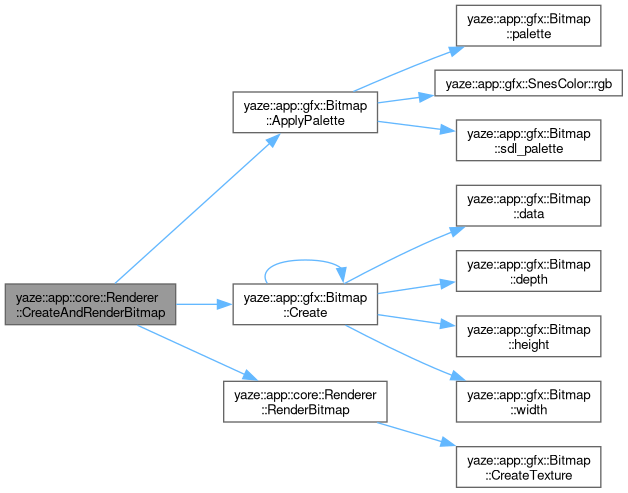 yaze::app::core::Renderer
::CreateAndRenderBitmap
yaze::app::gfx::Bitmap
::ApplyPalette
yaze::app::gfx::Bitmap
::palette
yaze::app::gfx::SnesColor::rgb
yaze::app::gfx::Bitmap
::sdl_palette
yaze::app::gfx::Bitmap
::Create
yaze::app::gfx::Bitmap
::data
yaze::app::gfx::Bitmap
::depth
yaze::app::gfx::Bitmap
::height
yaze::app::gfx::Bitmap
::width
yaze::app::core::Renderer
::RenderBitmap
yaze::app::gfx::Bitmap
::CreateTexture